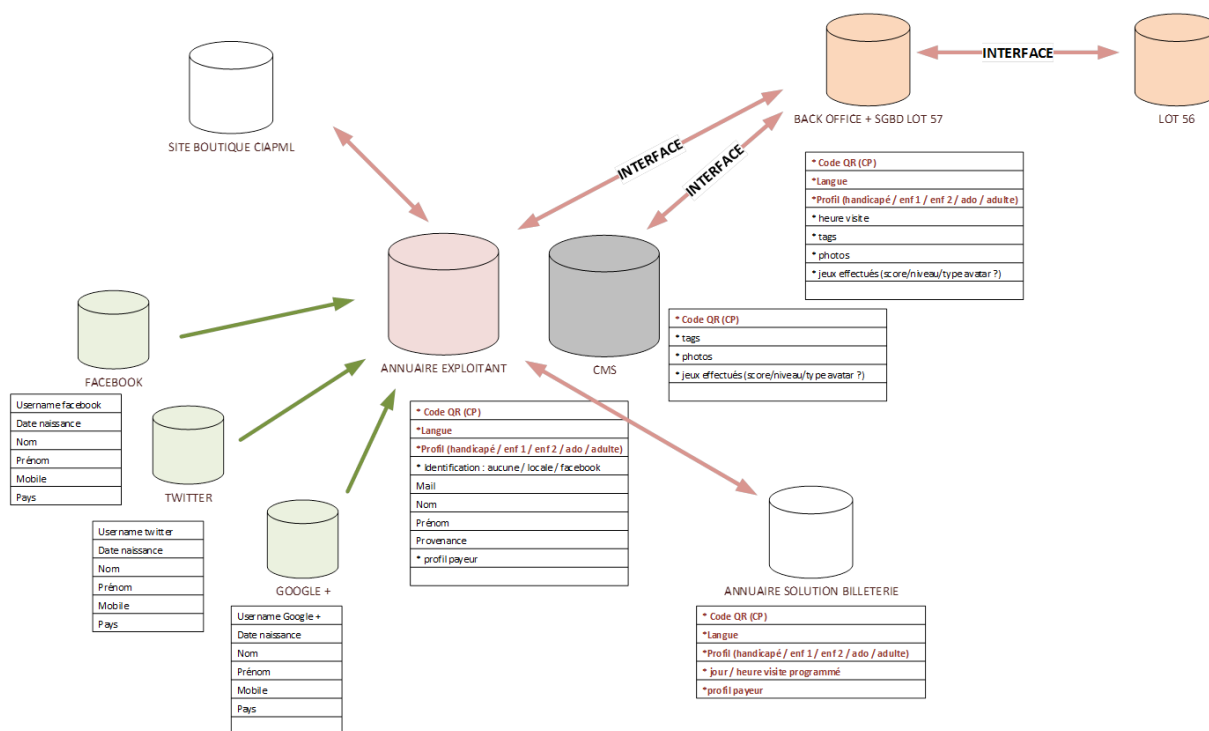 INTERFACE
BACK OFFICE + SGBD LOT 57
LOT 56
SITE BOUTIQUE CIAPML
INTERFACE
INTERFACE
* Code QR (CP)
*Langue
*Profil (handicapé / enf 1 / enf 2 / ado / adulte)
* heure visite
* tags
* photos
* jeux effectués (score/niveau/type avatar ?)
ANNUAIRE EXPLOITANT
CMS
* Code QR (CP)
* tags
* photos
* jeux effectués (score/niveau/type avatar ?)
FACEBOOK
Username facebook
Date naissance
Nom
Prénom
Mobile
Pays
TWITTER
Username twitter
Date naissance
Nom
Prénom
Mobile
Pays
GOOGLE +
Username Google +
Date naissance
Nom
Prénom
Mobile
Pays
* Code QR (CP)
*Langue
*Profil (handicapé / enf 1 / enf 2 / ado / adulte)
* Identification : aucune / locale / facebook
Mail
Nom
Prénom
Provenance
* profil payeur
ANNUAIRE SOLUTION BILLETERIE
* Code QR (CP)
*Langue
*Profil (handicapé / enf 1 / enf 2 / ado / adulte)
* jour / heure visite programmé
*profil payeur